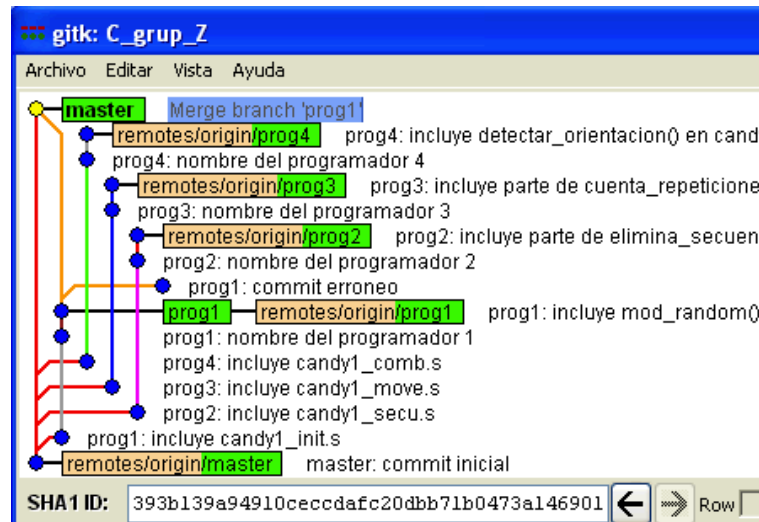 gitk: C_grup_Z
Archivo Editar Vista Ayuda
master Merge branch 'prog1'
remotes/origin/prog4 prog4: incluye detectar_orientacion() en cand
prog4: nombre del programador 4
remotes/origin/prog3 prog3: incluye parte de cuenta_repeticione
prog3: nombre del programador 3
remotes/origin/prog2 prog2: incluye parte de elimina_secuen
prog2: nombre del programador 2
prog1: commit erroneo
prog1 remotes/origin/prog1 prog1: incluye mod_random()
prog1: nombre del programador 1
prog4: incluye candy1_comb.s
prog3: incluye candy1_move.s
prog2: incluye candy1_secu.s
prog1: incluye candy1_init.s
remotes/origin/master master: commit inicial
SHA1 ID: 393b139a94910ceccdafc20dbb71b0473a146901 Row